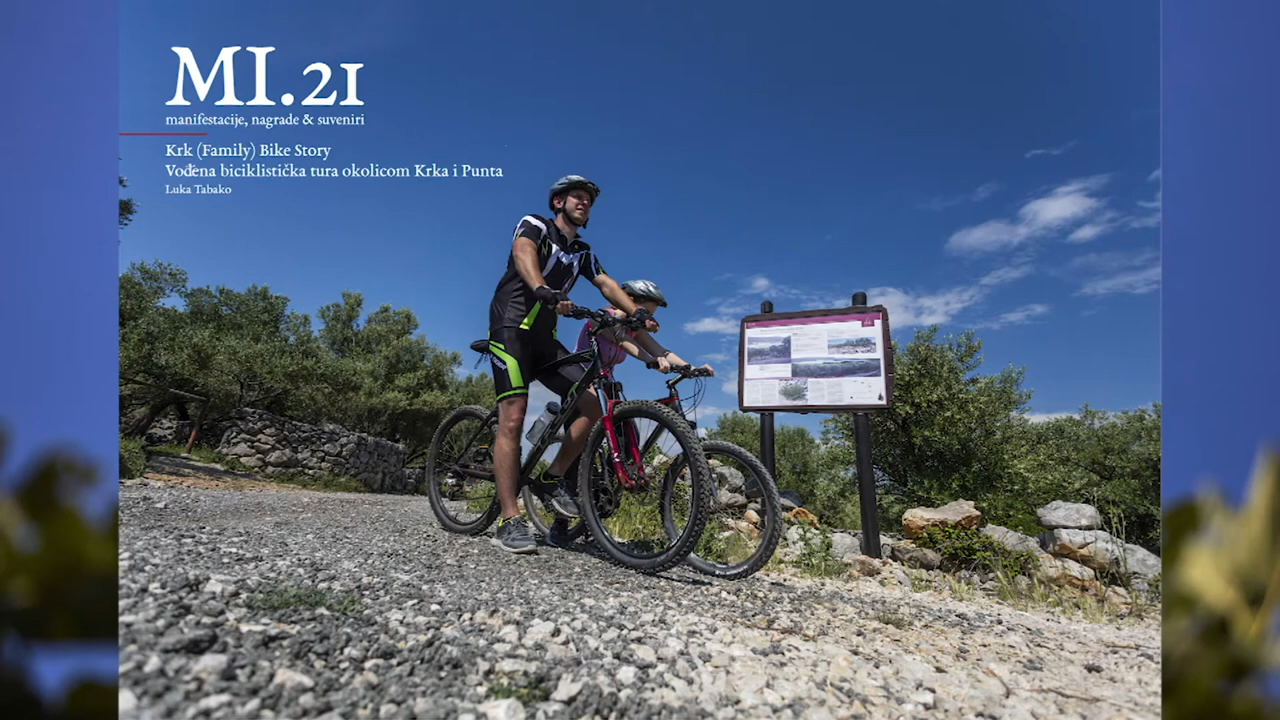 MI.21
manifestacije, nagrade & suveniri
Krk (Family) Bike Story
Vođena biciklistička tura okolicom Krka i Punta
Luka Tabako